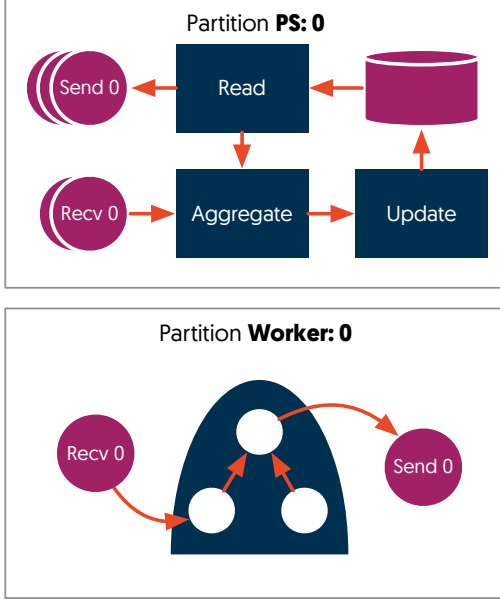 Partition PS: 0
Send 0
Read
Recv 0
Aggregate
Update
Partition Worker: 0
Recv 0
Send 0